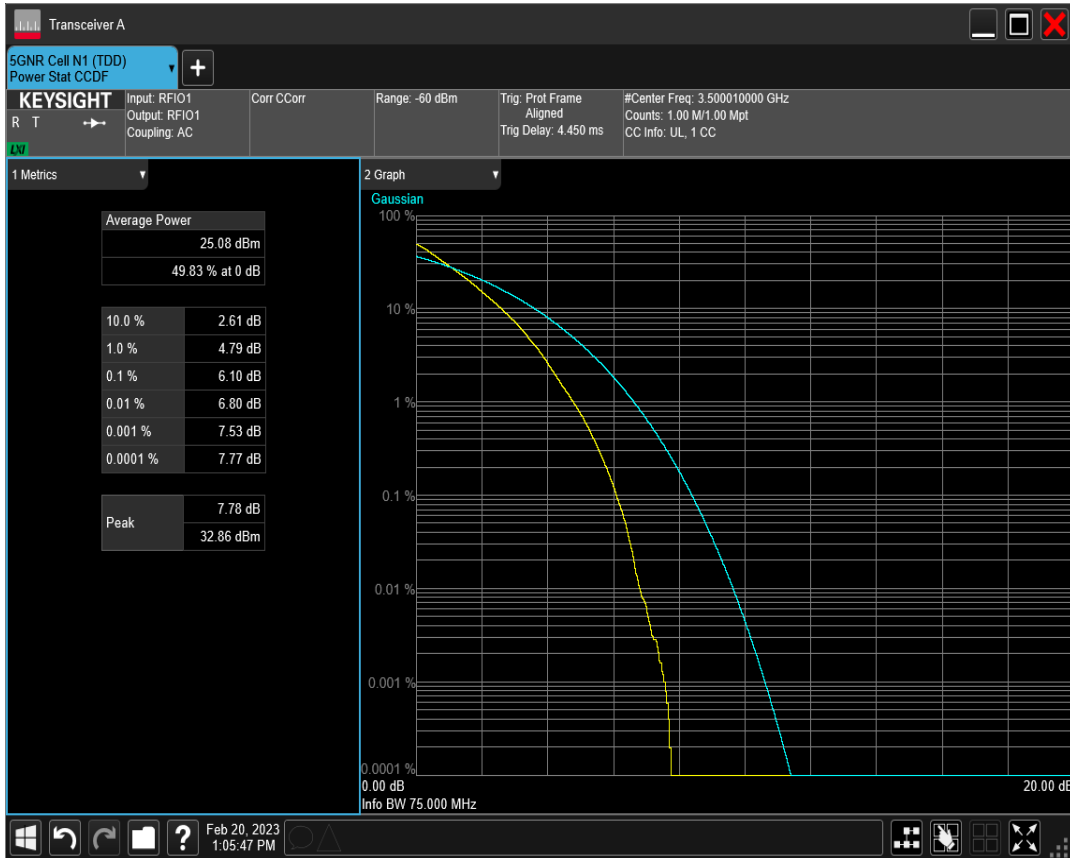 Transceiver A
5GNR Cell N1 (TDD)
Power Stat CCDF
+
KEYSIGHT
R T
LXI
Input: RFIO1
Output: RFIO1
Coupling: AC
Corr CCorr
Range: -60 dBm
Trig: Prot Frame
Aligned
Trig Delay: 4.450 ms
#Center Freq: 3.500010000 GHz
Counts: 1.00 M/1.00 Mpt
CC Info: UL, 1 CC
1 Metrics
Average Power
25.08 dBm
49.83 % at 0 dB
10.0 % 2.61 dB
1.0 % 4.79 dB
0.1 % 6.10 dB
0.01 % 6.80 dB
0.001 % 7.53 dB
0.0001 % 7.77 dB
Peak 7.78 dB
32.86 dBm
2 Graph
Gaussian
100 %
10 %
1 %
0.1 %
0.01 %
0.001 %
0.0001 %
0.00 dB 20.00 dB
Info BW 75.000 MHz
?
Feb 20, 2023
1:05:47 PM